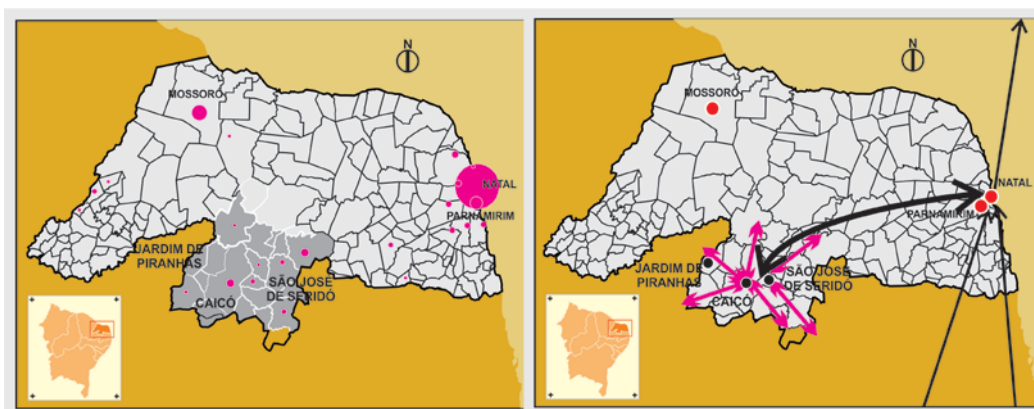 N
MOSSORÓ
NATAL
PARNAMIRIM
JARDIM DE
PIRANHAS
SÃO JOSÉ
DE SERIDÓ
CAICÓ
N
MOSSORÓ
NATAL
PARNAMIRIM
JARDIM DE
PIRANHAS
SÃO JOSÉ
DE SERIDÓ
CAICÓ